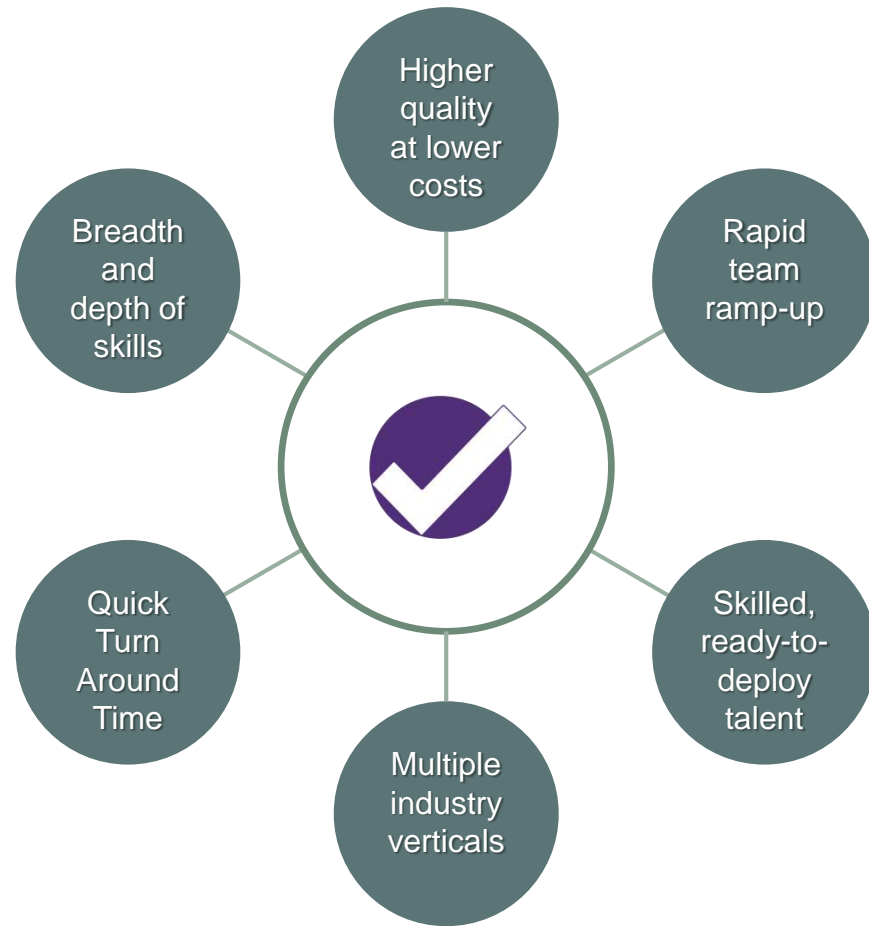 Higher
quality
at lower
costs
Rapid
team
ramp-up
Skilled,
ready-to-
deploy
talent
Multiple
industry
verticals
Quick
Turn
Around
Time
Breadth
and
depth of
skills